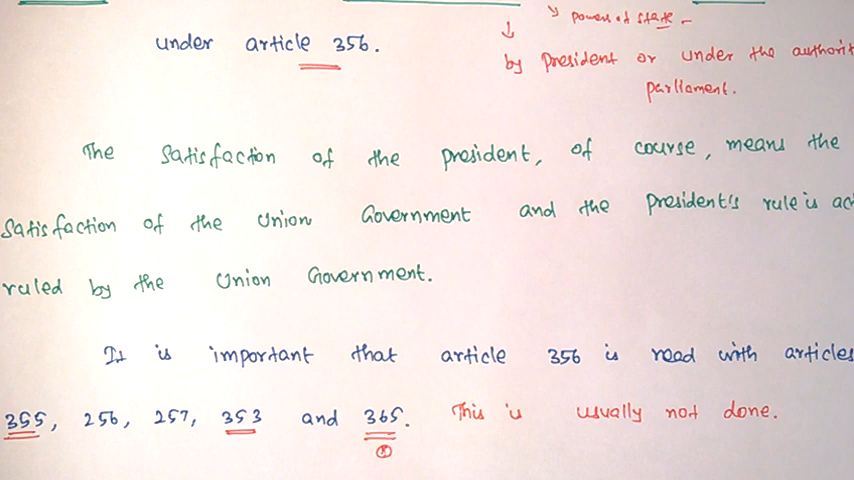 powers of state -
under article 356.
↓
by president or under the authorit
parliament.
The satisfaction of the president, of course, means the
satisfaction of the Union Government and the president's rule is act
ruled by the Union Government.
It is important that article 356 is read with articles
355, 256, 257, 353 and 365. This is usually not done.